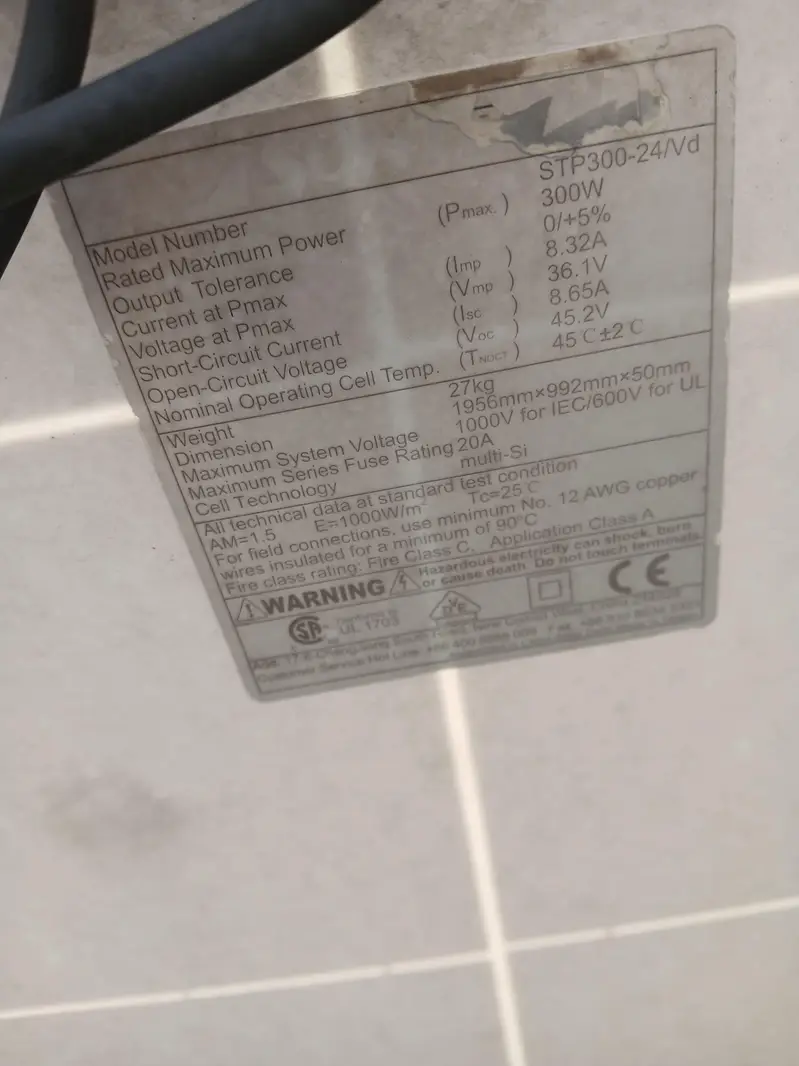 Model Number STP300-24/Vd
Rated Maximum Power (Pmax.) 300W
Output Tolerance 0/+5%
Current at Pmax (Imp) 8.32A
Voltage at Pmax (Vmp) 36.1V
Short-Circuit Current (Isc) 8.65A
Open-Circuit Voltage (Voc) 45.2V
Nominal Operating Cell Temp. (TNOCT) 45℃±2℃
Weight 27kg
Dimension 1956mm×992mm×50mm
Maximum System Voltage 1000V for IEC/600V for UL
Maximum Series Fuse Rating 20A
Cell Technology multi-Si
All technical data at standard test condition
AM=1.5 E=1000W/m² Tc=25℃
For field connections, use minimum No. 12 AWG copper
wires insulated for a minimum of 90°C
Fire class rating: Fire Class C, Application Class A
WARNING Hazardous electricity can shock, burn
or cause death. Do not touch terminals.
UL 1703
CE
Customer Service Hot Line: